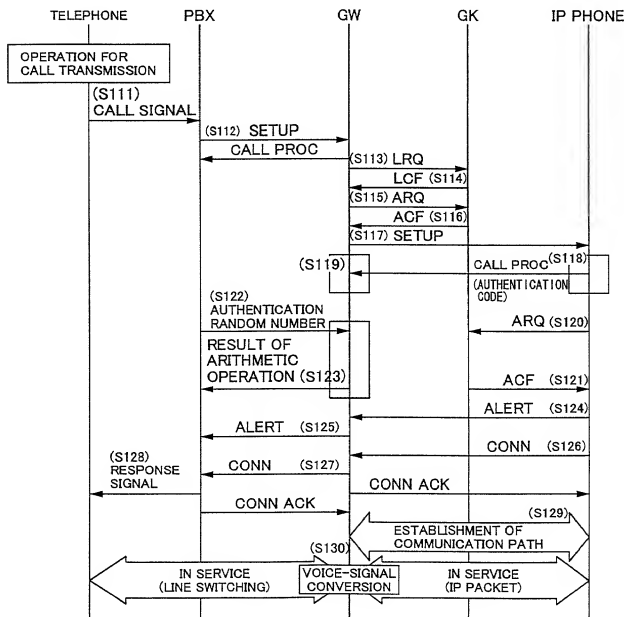 TELEPHONE PBX GW GK IP PHONE
OPERATION FOR
CALL TRANSMISSION
(S111)
CALL SIGNAL
(S112) SETUP
CALL PROC
(S113) LRQ
LCF (S114)
(S115) ARQ
ACF (S116)
(S117) SETUP
(S118)
(S119)
CALL PROC
(AUTHENTICATION
CODE)
(S122)
AUTHENTICATION
RANDOM NUMBER
ARQ (S120)
RESULT OF
ARITHMETIC
OPERATION (S123)
ACF (S121)
ALERT (S124)
ALERT (S125)
CONN (S126)
(S128)
RESPONSE
SIGNAL
CONN (S127)
CONN ACK
CONN ACK
(S129)
ESTABLISHMENT OF
COMMUNICATION PATH
(S130)
IN SERVICE
(LINE SWITCHING)
VOICE-SIGNAL
CONVERSION
IN SERVICE
(IP PACKET)